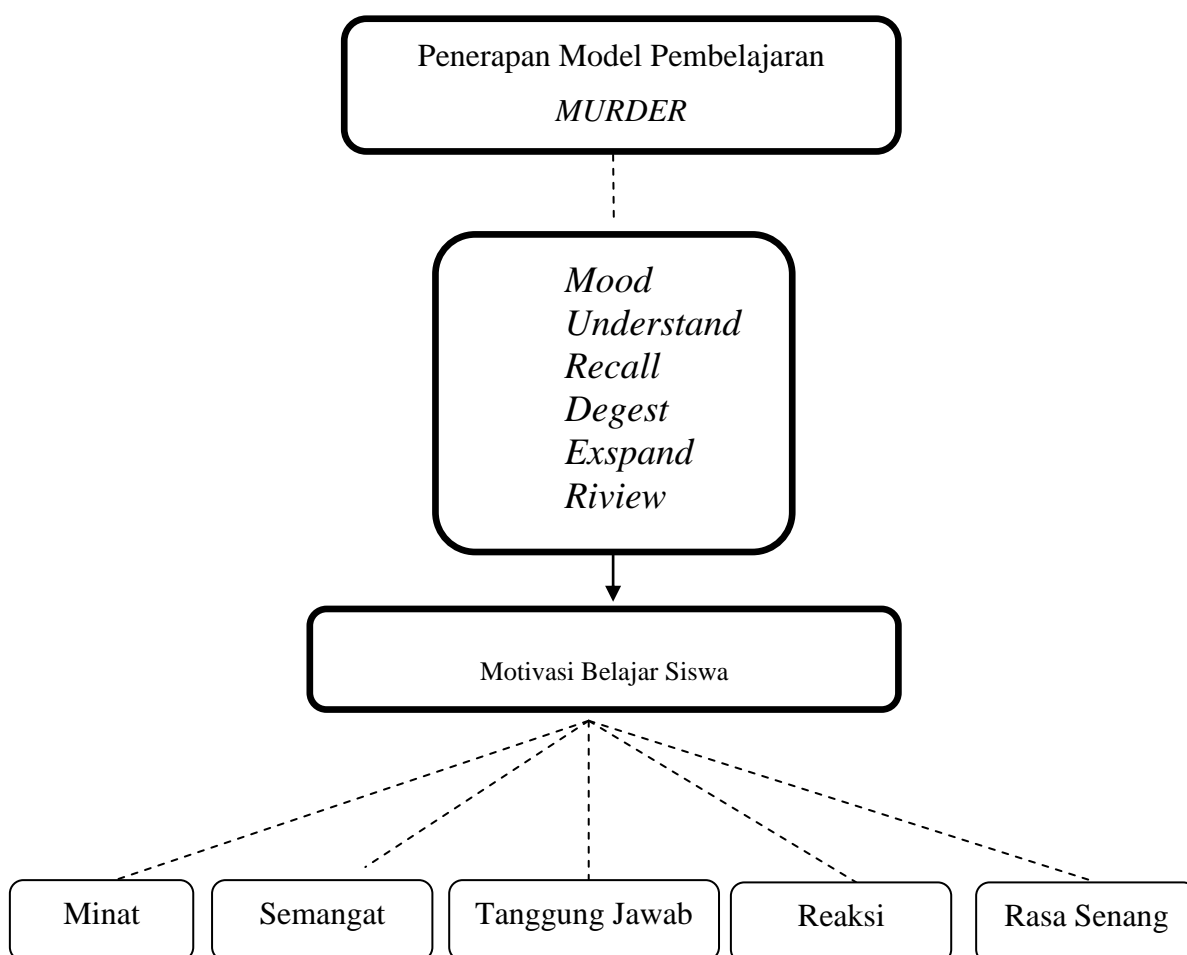 Penerapan Model Pembelajaran
MURDER
Mood
Understand
Recall
Degest
Exspand
Riview
Motivasi Belajar Siswa
Minat
Semangat
Tanggung Jawab
Reaksi
Rasa Senang